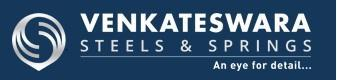 VENKATESWARA
STEELS & SPRINGS
An eye for detail...